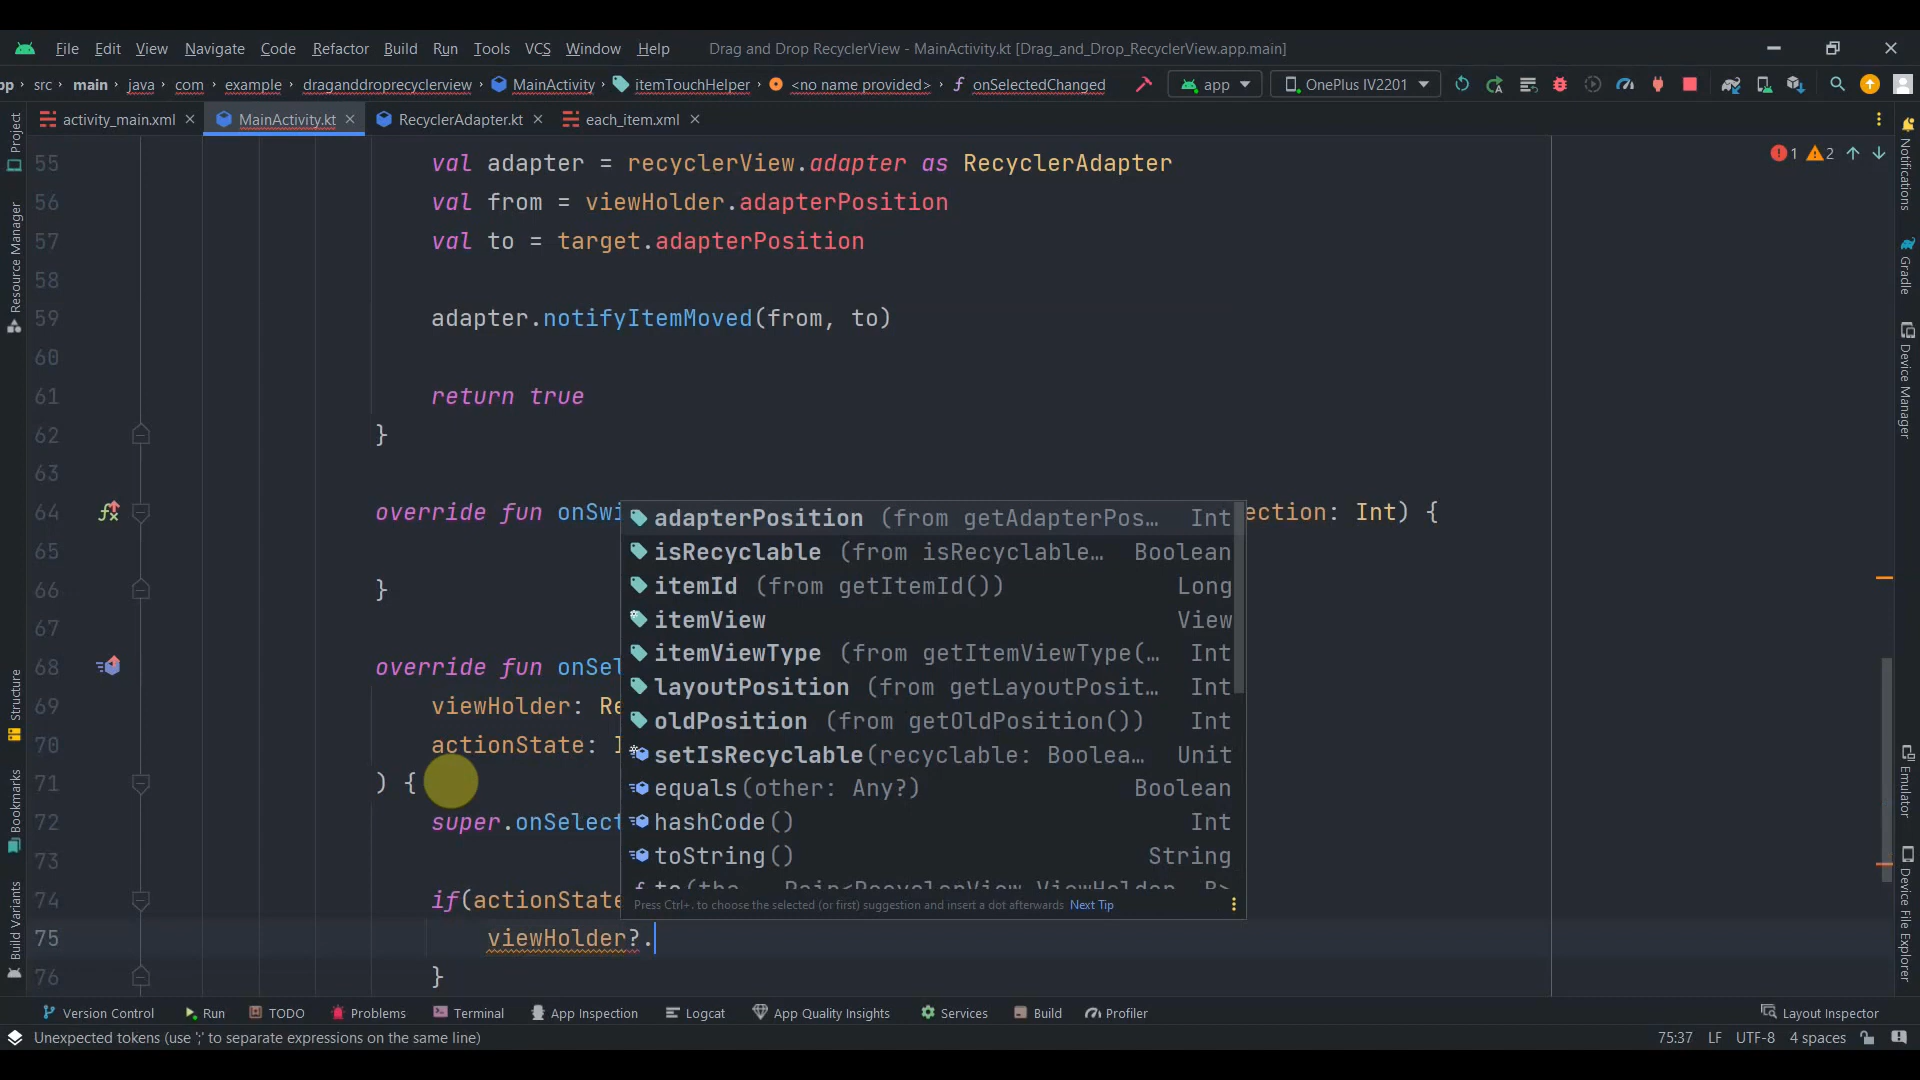 File Edit View Navigate Code Refactor Build Run Tools VCS Window Help Drag and Drop RecyclerView - MainActivity.kt [Drag_and_Drop_RecyclerView.app.main]
pp src main java com example draganddroprecyclerview MainActivity itemTouchHelper <no name provided> onSelectedChanged app OnePlus IV2201
activity_main.xml MainActivity.kt RecyclerAdapter.kt each_item.xml
Project
Resource Manager
Structure
Bookmarks
Build Variants
1 2
55 val adapter = recyclerView.adapter as RecyclerAdapter
56 val from = viewHolder.adapterPosition
57 val to = target.adapterPosition
58
59 adapter.notifyItemMoved(from, to)
60
61 return true
62 }
63
64 override fun onSwi ection: Int) {
65
66 }
67
68 override fun onSel
69 viewHolder: Re
70 actionState: I
71 ) {
72 super.onSelect
73
74 if(actionState
75 viewHolder?.
76 }
adapterPosition (from getAdapterPos… Int
isRecyclable (from isRecyclable… Boolean
itemId (from getItemId()) Long
itemView View
itemViewType (from getItemViewType(… Int
layoutPosition (from getLayoutPosit… Int
oldPosition (from getOldPosition()) Int
setIsRecyclable(recyclable: Boolea… Unit
equals(other: Any?) Boolean
hashCode() Int
toString() String
Press Ctrl+. to choose the selected (or first) suggestion and insert a dot afterwards Next Tip
Notifications
Gradle
Device Manager
Emulator
Device File Explorer
Version Control Run TODO Problems Terminal App Inspection Logcat App Quality Insights Services Build Profiler Layout Inspector
Unexpected tokens (use ';' to separate expressions on the same line) 75:37 LF UTF-8 4 spaces